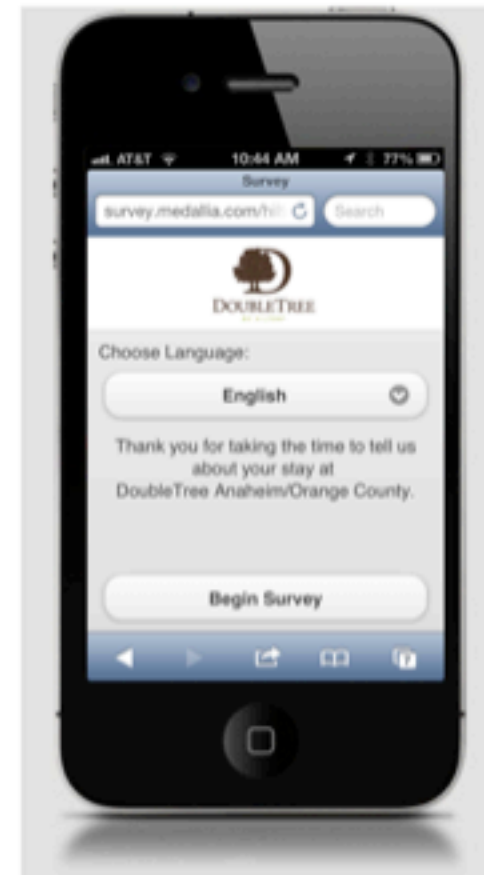 AT&T 10:44 AM 77%
Survey
survey.medallia.com/hil Search
DOUBLETREE
Choose Language:
English
Thank you for taking the time to tell us
about your stay at
DoubleTree Anaheim/Orange County.
Begin Survey